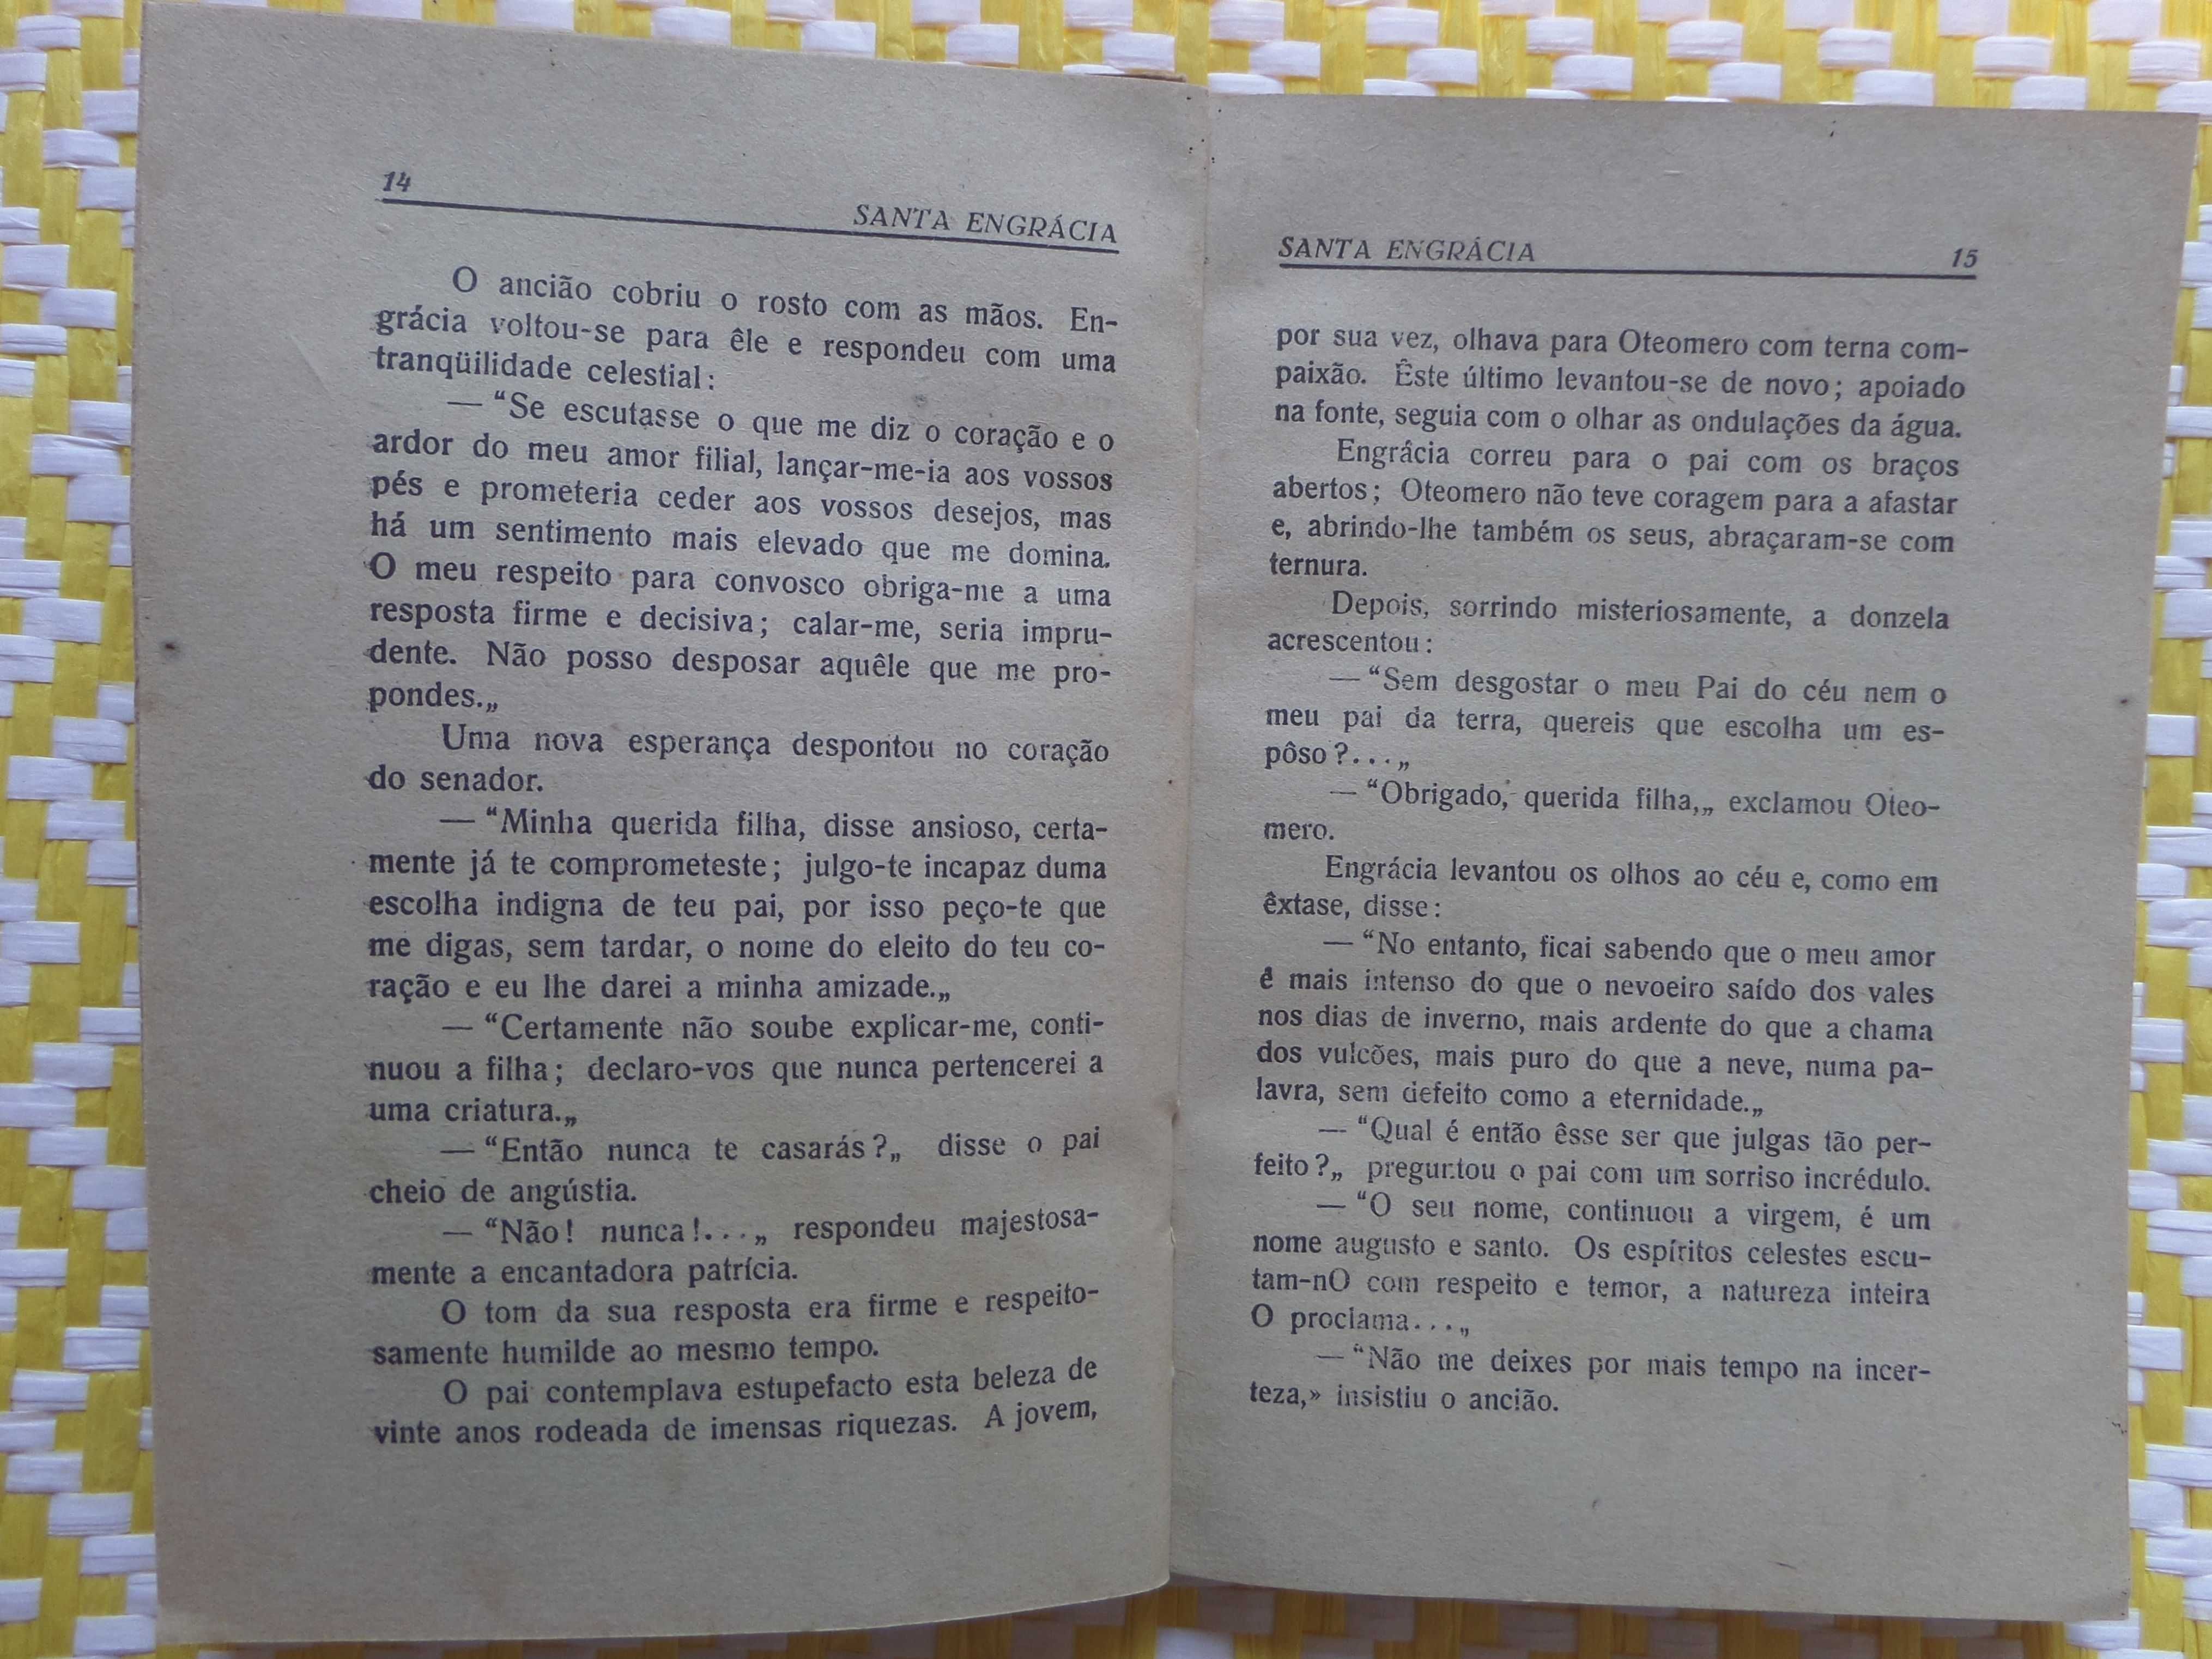 14
SANTA ENGRÁCIA
O ancião cobriu o rosto com as mãos. En-
grácia voltou-se para êle e respondeu com uma
tranqüilidade celestial:
— “Se escutasse o que me diz o coração e o
ardor do meu amor filial, lançar-me-ia aos vossos
pés e prometeria ceder aos vossos desejos, mas
há um sentimento mais elevado que me domina.
O meu respeito para convosco obriga-me a uma
resposta firme e decisiva; calar-me, seria impru-
dente. Não posso desposar aquêle que me pro-
pondes.„
Uma nova esperança despontou no coração
do senador.
— “Minha querida filha, disse ansioso, certa-
mente já te comprometeste; julgo-te incapaz duma
escolha indigna de teu pai, por isso peço-te que
me digas, sem tardar, o nome do eleito do teu co-
ração e eu lhe darei a minha amizade.„
— “Certamente não soube explicar-me, conti-
nuou a filha; declaro-vos que nunca pertencerei a
uma criatura.„
— “Então nunca te casarás?„ disse o pai
cheio de angústia.
— “Não! nunca!...„ respondeu majestosa-
mente a encantadora patrícia.
O tom da sua resposta era firme e respeito-
samente humilde ao mesmo tempo.
O pai contemplava estupefacto esta beleza de
vinte anos rodeada de imensas riquezas. A jovem,
SANTA ENGRÁCIA 15
por sua vez, olhava para Oteomero com terna com-
paixão. Êste último levantou-se de novo; apoiado
na fonte, seguia com o olhar as ondulações da água.
Engrácia correu para o pai com os braços
abertos; Oteomero não teve coragem para a afastar
e, abrindo-lhe também os seus, abraçaram-se com
ternura.
Depois, sorrindo misteriosamente, a donzela
acrescentou:
— “Sem desgostar o meu Pai do céu nem o
meu pai da terra, quereis que escolha um es-
pôso?...„
— “Obrigado, querida filha,„ exclamou Oteo-
mero.
Engrácia levantou os olhos ao céu e, como em
êxtase, disse:
— “No entanto, ficai sabendo que o meu amor
é mais intenso do que o nevoeiro saído dos vales
nos dias de inverno, mais ardente do que a chama
dos vulcões, mais puro do que a neve, numa pa-
lavra, sem defeito como a eternidade.„
— “Qual é então êsse ser que julgas tão per-
feito?„ preguntou o pai com um sorriso incrédulo.
— “O seu nome, continuou a virgem, é um
nome augusto e santo. Os espíritos celestes escu-
tam-nO com respeito e temor, a natureza inteira
O proclama...„
— “Não me deixes por mais tempo na incer-
teza,» insistiu o ancião.